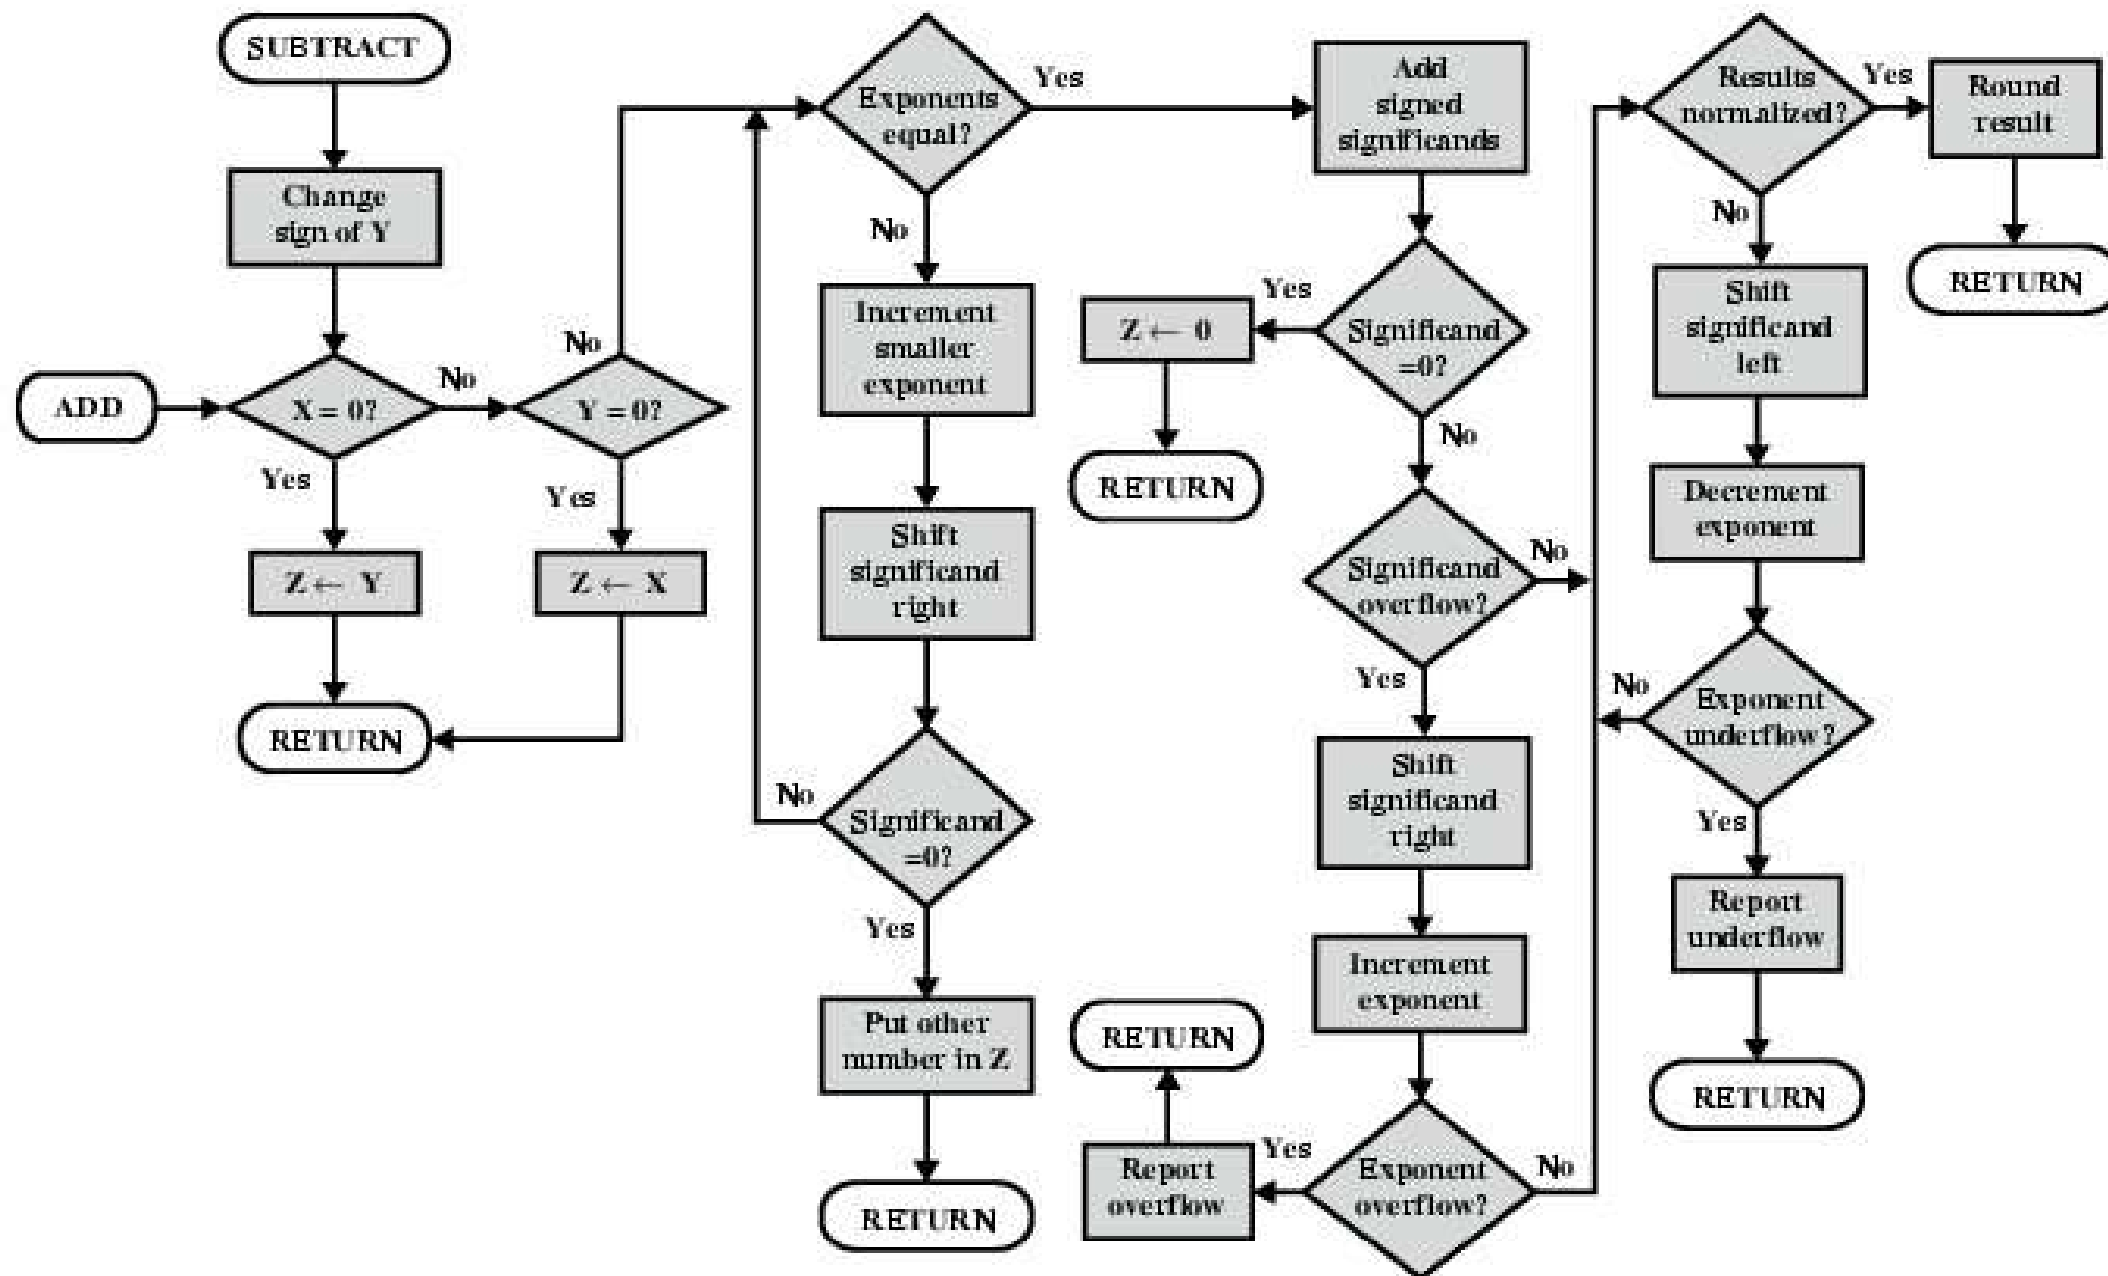 SUBTRACT
Change
sign of Y
ADD
X = 0?
No
Yes
Z ← Y
RETURN
Y = 0?
No
Yes
Z ← X
Exponents
equal?
Yes
No
Increment
smaller
exponent
Shift
significand
right
Significand
=0?
No
Yes
Put other
number in Z
RETURN
Add
signed
significands
Significand
=0?
Yes
Z ← 0
RETURN
No
Significand
overflow?
No
Yes
Shift
significand
right
Increment
exponent
Exponent
overflow?
Yes
Report
overflow
RETURN
No
Results
normalized?
Yes
Round
result
RETURN
No
Shift
significand
left
Decrement
exponent
Exponent
underflow?
No
Yes
Report
underflow
RETURN